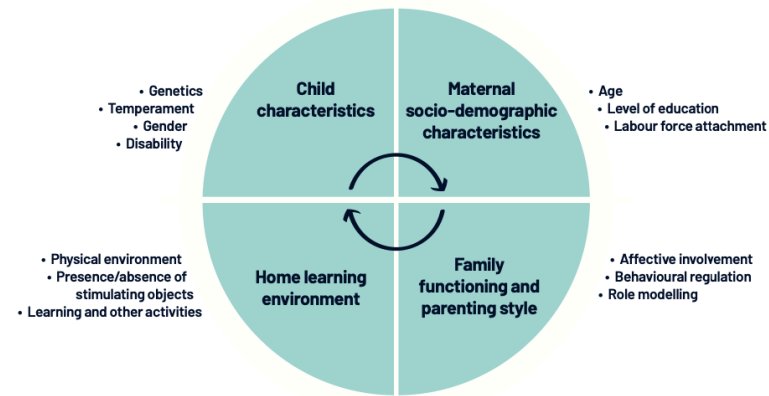 • Genetics
• Temperament
• Gender
• Disability
Child
characteristics
Maternal
socio-demographic
characteristics
• Age
• Level of education
• Labour force attachment
• Physical environment
• Presence/absence of
stimulating objects
• Learning and other activities
Home learning
environment
Family
functioning and
parenting style
• Affective involvement
• Behavioural regulation
• Role modelling